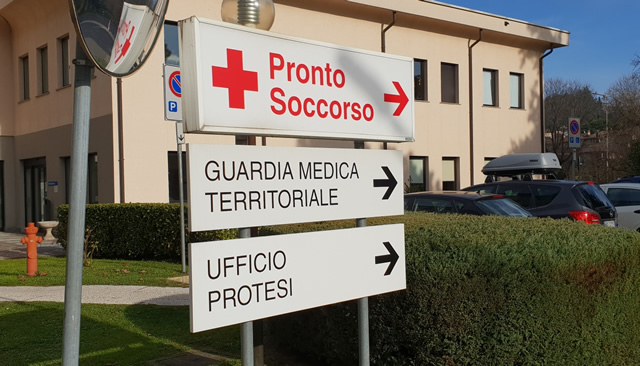 Pronto
Soccorso
GUARDIA MEDICA
TERRITORIALE
UFFICIO
PROTESI
P